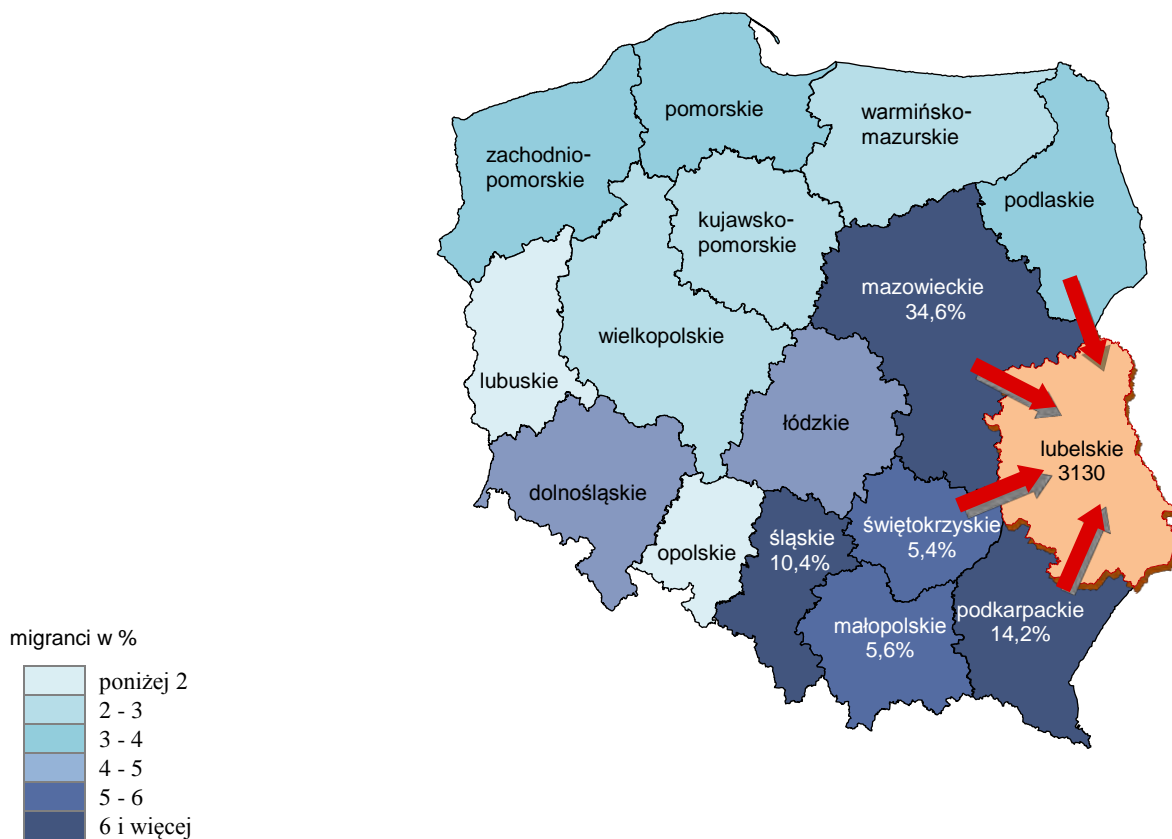 pomorskie
warmińsko-
mazurskie
zachodnio-
pomorskie
podlaskie
kujawsko-
pomorskie
mazowieckie
34,6%
wielkopolskie
lubuskie
łódzkie
lubelskie
3130
dolnośląskie
świętokrzyskie
5,4%
opolskie
śląskie
10,4%
podkarpackie
14,2%
małopolskie
5,6%
migranci w %
poniżej 2
2 - 3
3 - 4
4 - 5
5 - 6
6 i więcej